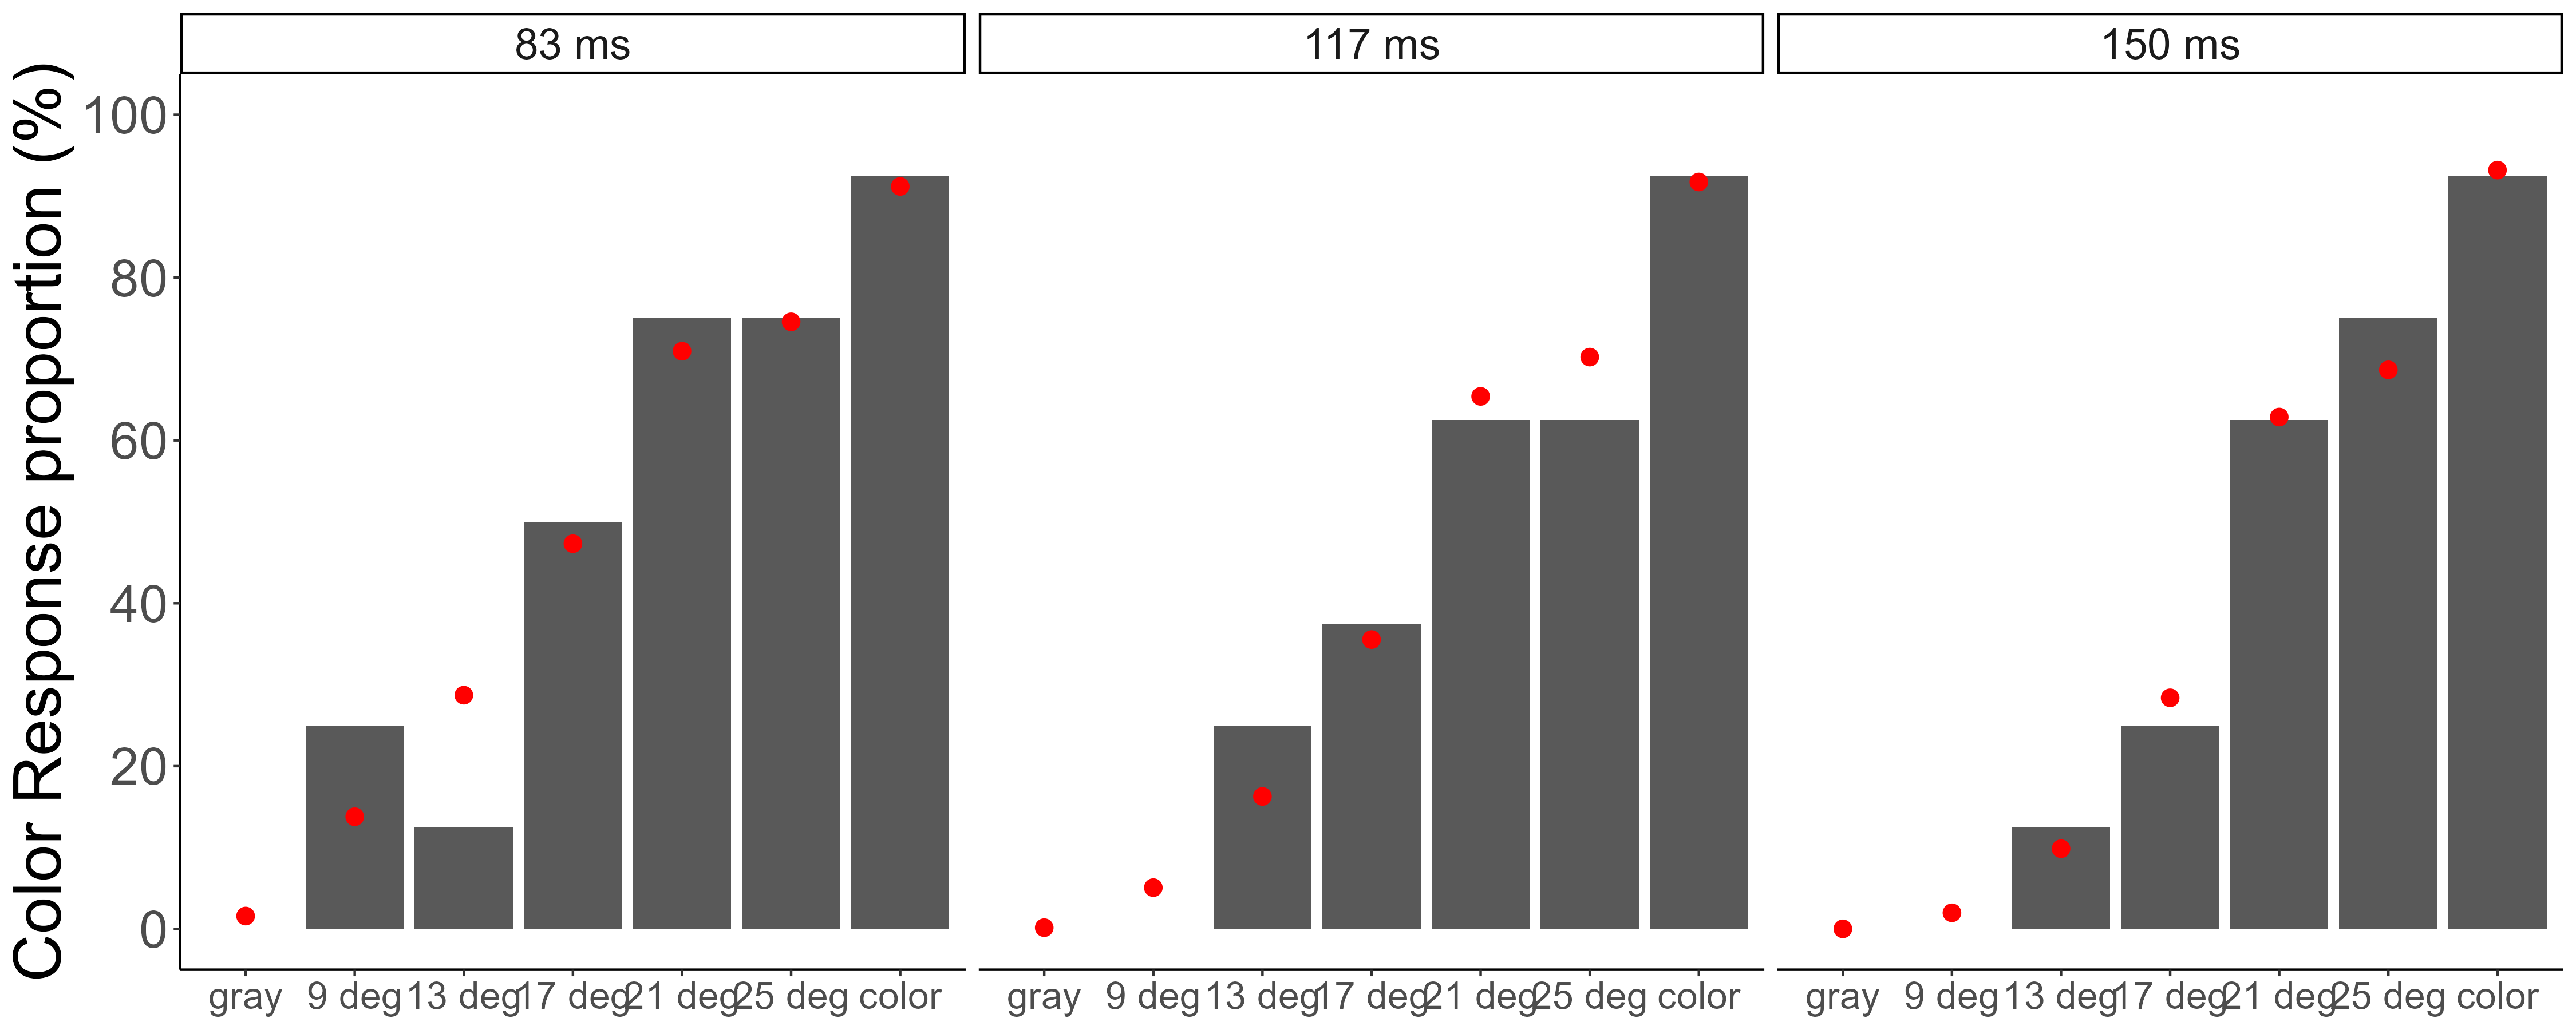 83 ms
117 ms
150 ms
Color Response proportion (%)
100
80
60
40
20
0
gray 9 deg 13 deg 17 deg 21 deg 25 deg color
gray 9 deg 13 deg 17 deg 21 deg 25 deg color
gray 9 deg 13 deg 17 deg 21 deg 25 deg color